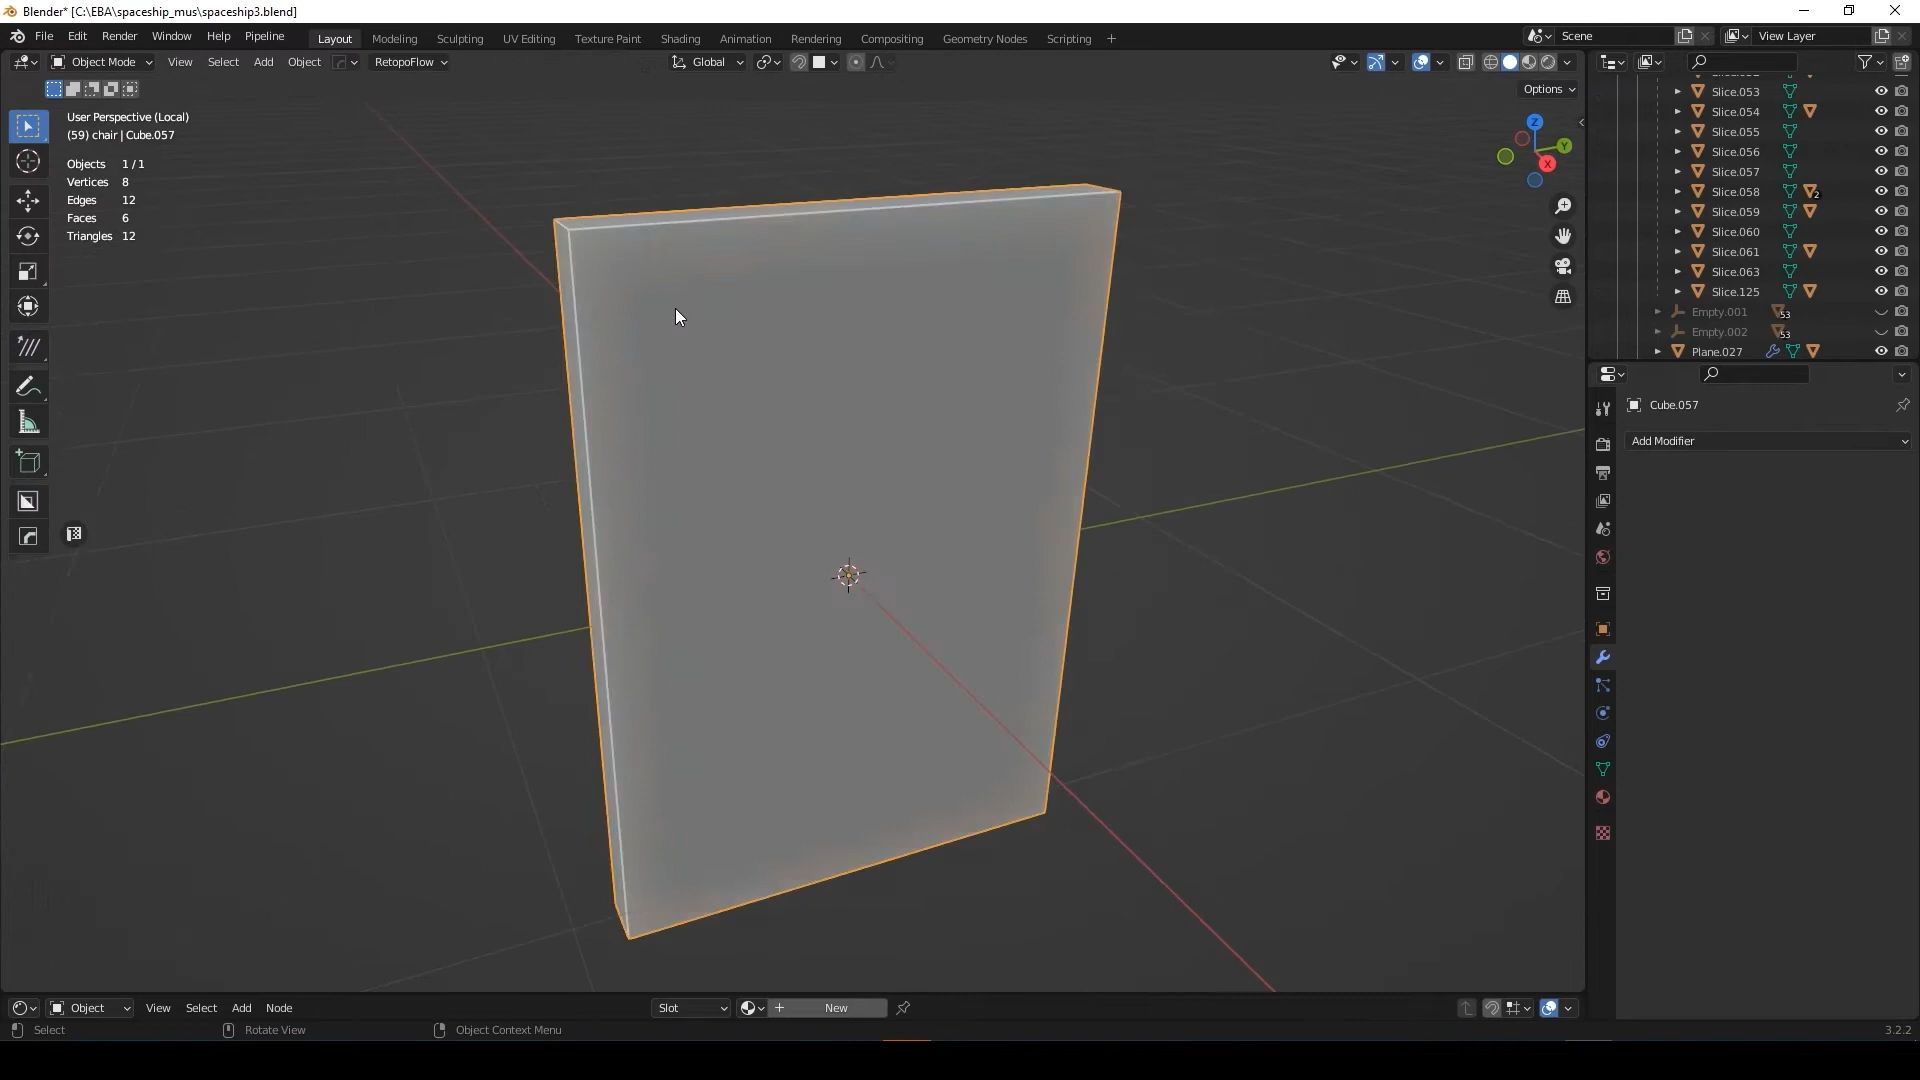 Blender* [C:\EBA\spaceship_mus\spaceship3.blend]
File Edit Render Window Help Pipeline Layout Modeling Sculpting UV Editing Texture Paint Shading Animation Rendering Compositing Geometry Nodes Scripting + Scene View Layer
Object Mode View Select Add Object RetopoFlow Global
Options
User Perspective (Local)
(59) chair | Cube.057
Objects 1 / 1
Vertices 8
Edges 12
Faces 6
Triangles 12
Z
Y
X
Slice.053
Slice.054
Slice.055
Slice.056
Slice.057
Slice.058 2
Slice.059
Slice.060
Slice.061
Slice.063
Slice.125
Empty.001 53
Empty.002 53
Plane.027
Cube.057
Add Modifier
Object View Select Add Node Slot + New
Select Rotate View Object Context Menu 3.2.2